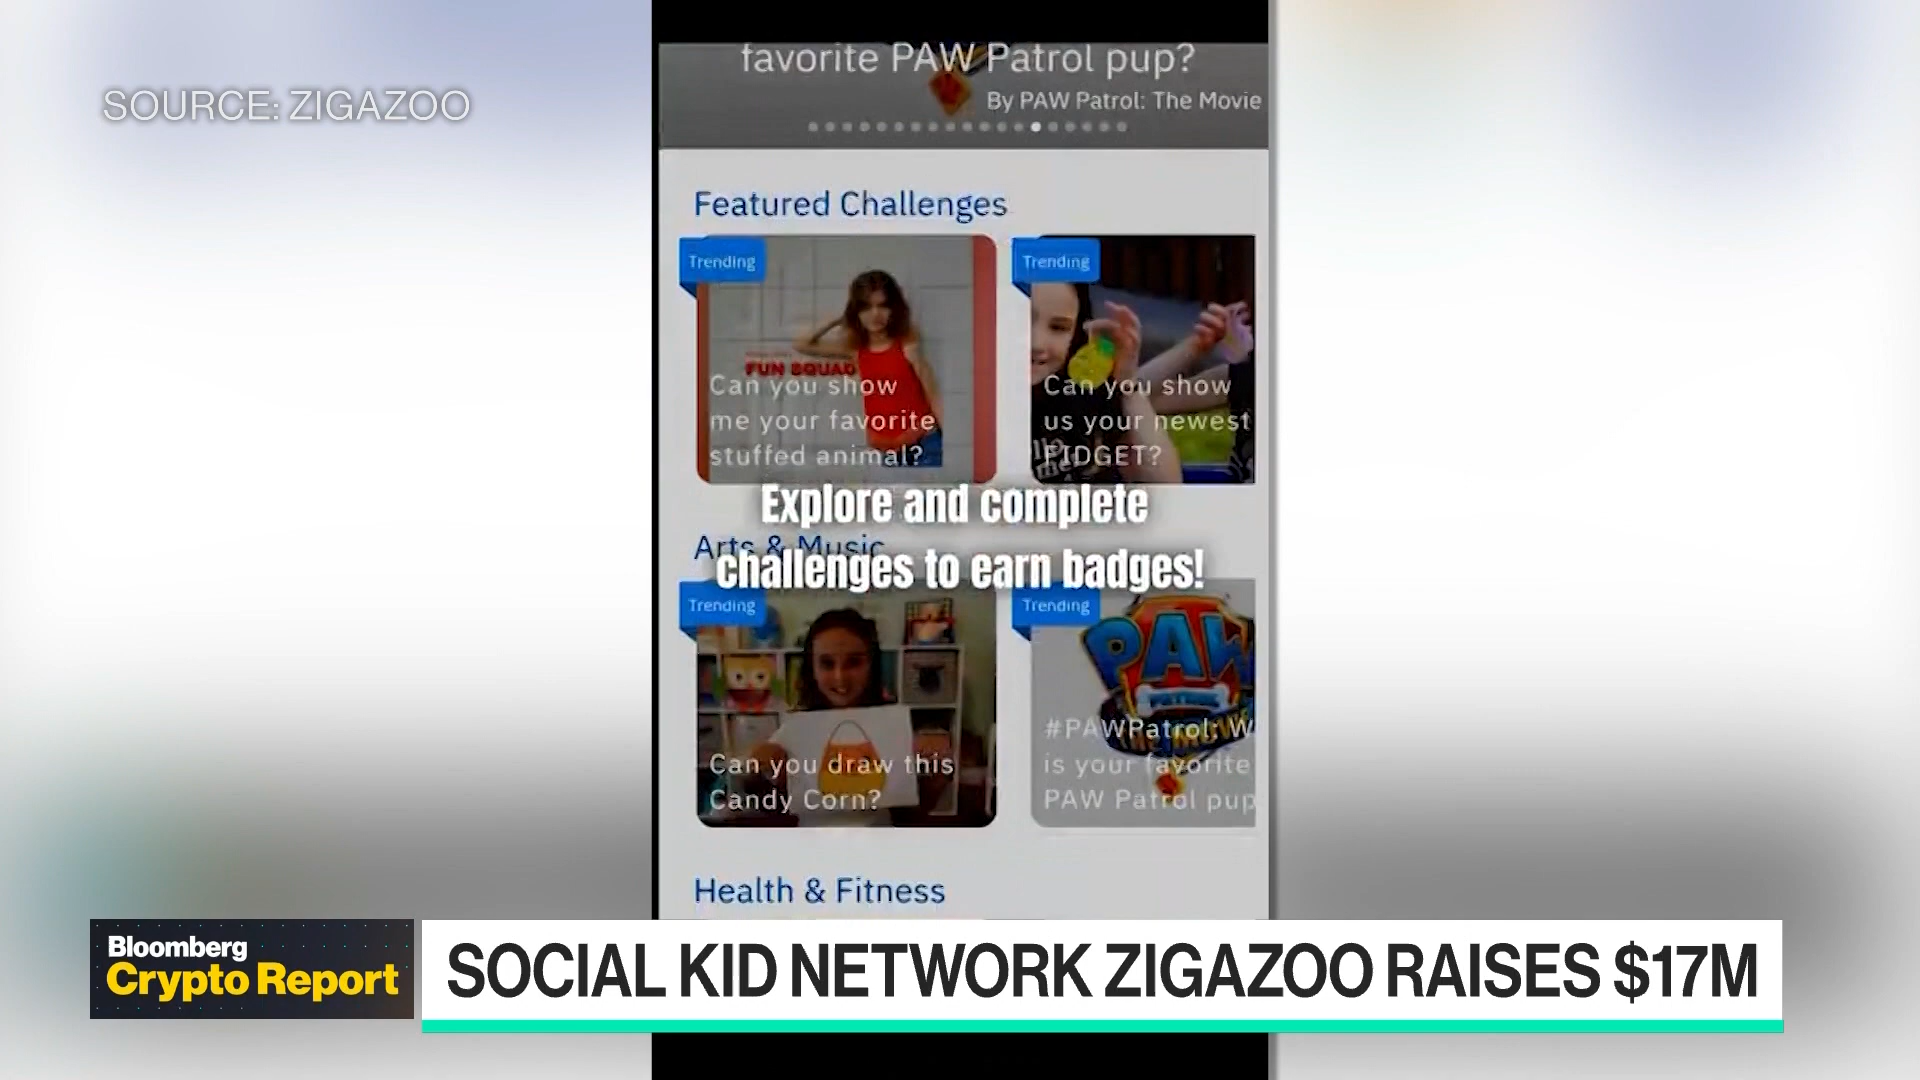 SOURCE: ZIGAZOO
favorite PAW Patrol pup?
By PAW Patrol: The Movie
Featured Challenges
Trending
FUN SQUAD
Can you show
me your favorite
stuffed animal?
Trending
Can you show
us your newest
FIDGET?
Explore and complete
challenges to earn badges!
Arts & Music
Trending
Can you draw this
Candy Corn?
Trending
PAW
#PAWPatrol: W
is your favorite
PAW Patrol pup
Health & Fitness
Bloomberg
Crypto Report
SOCIAL KID NETWORK ZIGAZOO RAISES $17M